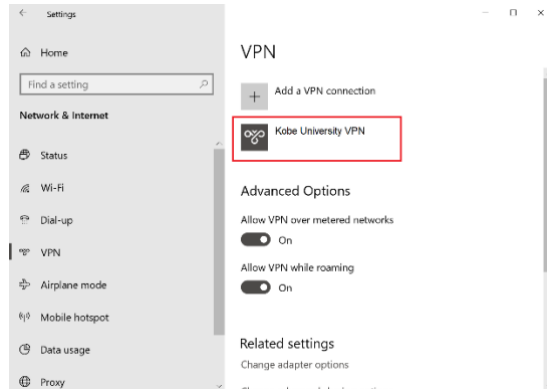 Settings
Home
Find a setting
Network & Internet
Status
Wi-Fi
Dial-up
VPN
Airplane mode
Mobile hotspot
Data usage
Proxy
VPN
Add a VPN connection
Kobe University VPN
Advanced Options
Allow VPN over metered networks
On
Allow VPN while roaming
On
Related settings
Change adapter options